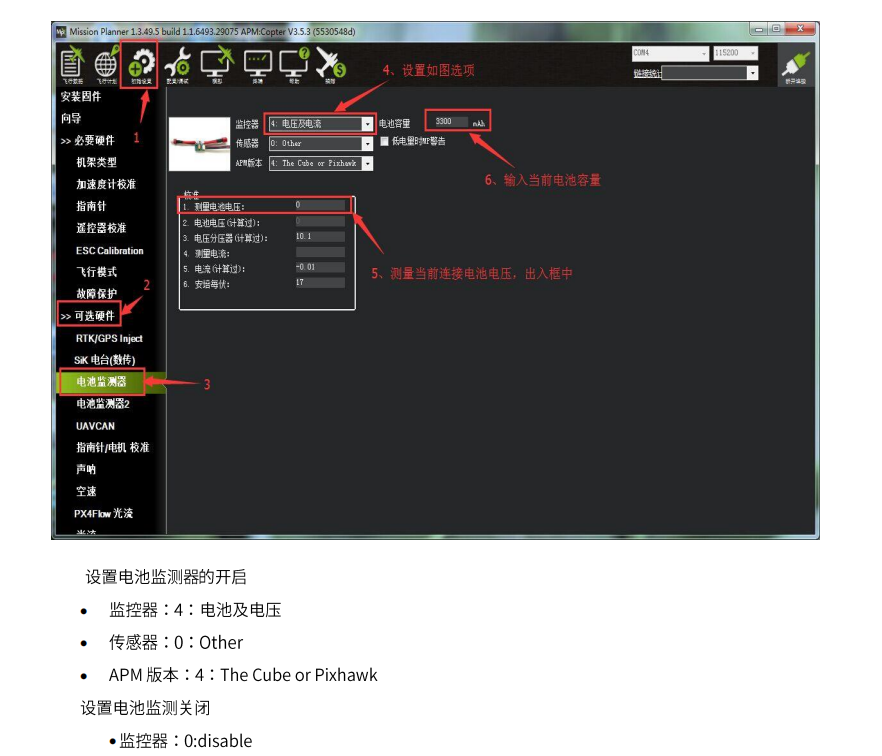 Mission Planner 1.3.49.5 build 1.1.6493.29075 APM:Copter V3.5.3 (5530548d)
飞行数据 飞行计划 初始设置 配置/调试 模拟 终端 帮助 捐赠
COM4 115200
链接统计
断开连接
4、设置如图选项
安装固件
向导
1
>> 必要硬件
机架类型
加速度计校准
指南针
遥控器校准
ESC Calibration
飞行模式
故障保护
2
>> 可选硬件
RTK/GPS Inject
SiK 电台(数传)
电池监测器
3
电池监测器2
UAVCAN
指南针/电机 校准
声呐
空速
PX4Flow 光流
光流
监控器 4: 电压及电流 电池容量 3300 mAh
传感器 0: Other 低电量时MP警告
APM版本 4: The Cube or Pixhawk
6、输入当前电池容量
校准
1. 测量电池电压: 0
2. 电池电压(计算过): 0
3. 电压分压器(计算过): 10.1
4. 测量电流:
5. 电流(计算过): -0.01
6. 安培每伏: 17
5、测量当前连接电池电压，出入框中
设置电池监测器的开启
• 监控器：4：电池及电压
• 传感器：0：Other
• APM 版本：4：The Cube or Pixhawk
设置电池监测关闭
•监控器：0:disable